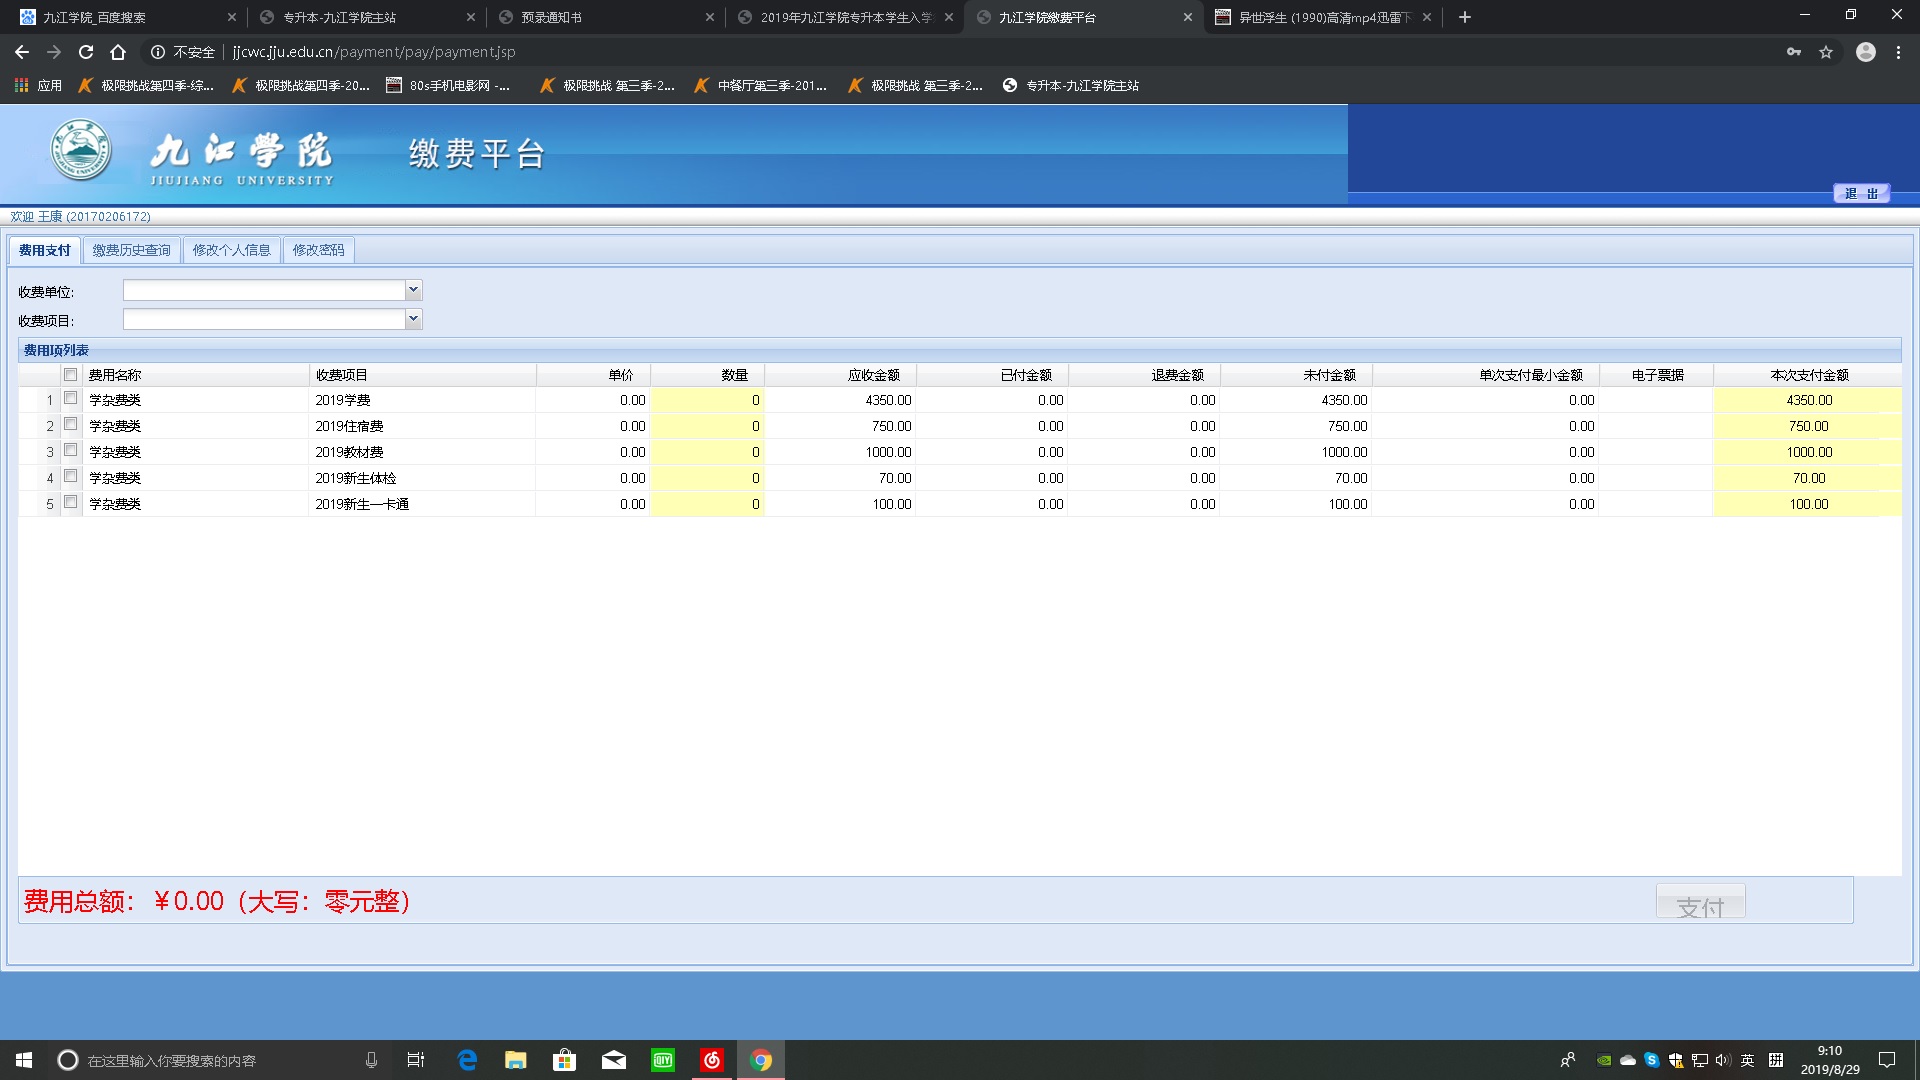 九江学院_百度搜索
专升本-九江学院主站
预录通知书
2019年九江学院专升本学生入学
九江学院缴费平台
异世浮生 (1990)高清mp4迅雷下
不安全 jjcwc.jju.edu.cn/payment/pay/payment.jsp
应用 极限挑战第四季-综... 极限挑战第四季-20... 80s手机电影网 -... 极限挑战 第三季-2... 中餐厅第三季-201... 极限挑战 第三季-2... 专升本-九江学院主站
九江学院 缴费平台
JIUJIANG UNIVERSITY
退 出
欢迎 王康 (20170206172)
费用支付 缴费历史查询 修改个人信息 修改密码
收费单位:
收费项目:
费用项列表
费用名称 收费项目 单价 数量 应收金额 已付金额 退费金额 未付金额 单次支付最小金额 电子票据 本次支付金额
1 学杂费类 2019学费 0.00 0 4350.00 0.00 0.00 4350.00 0.00 4350.00
2 学杂费类 2019住宿费 0.00 0 750.00 0.00 0.00 750.00 0.00 750.00
3 学杂费类 2019教材费 0.00 0 1000.00 0.00 0.00 1000.00 0.00 1000.00
4 学杂费类 2019新生体检 0.00 0 70.00 0.00 0.00 70.00 0.00 70.00
5 学杂费类 2019新生一卡通 0.00 0 100.00 0.00 0.00 100.00 0.00 100.00
费用总额：￥0.00（大写：零元整）
支付
在这里输入你要搜索的内容
QIY
英
拼
9:10
2019/8/29